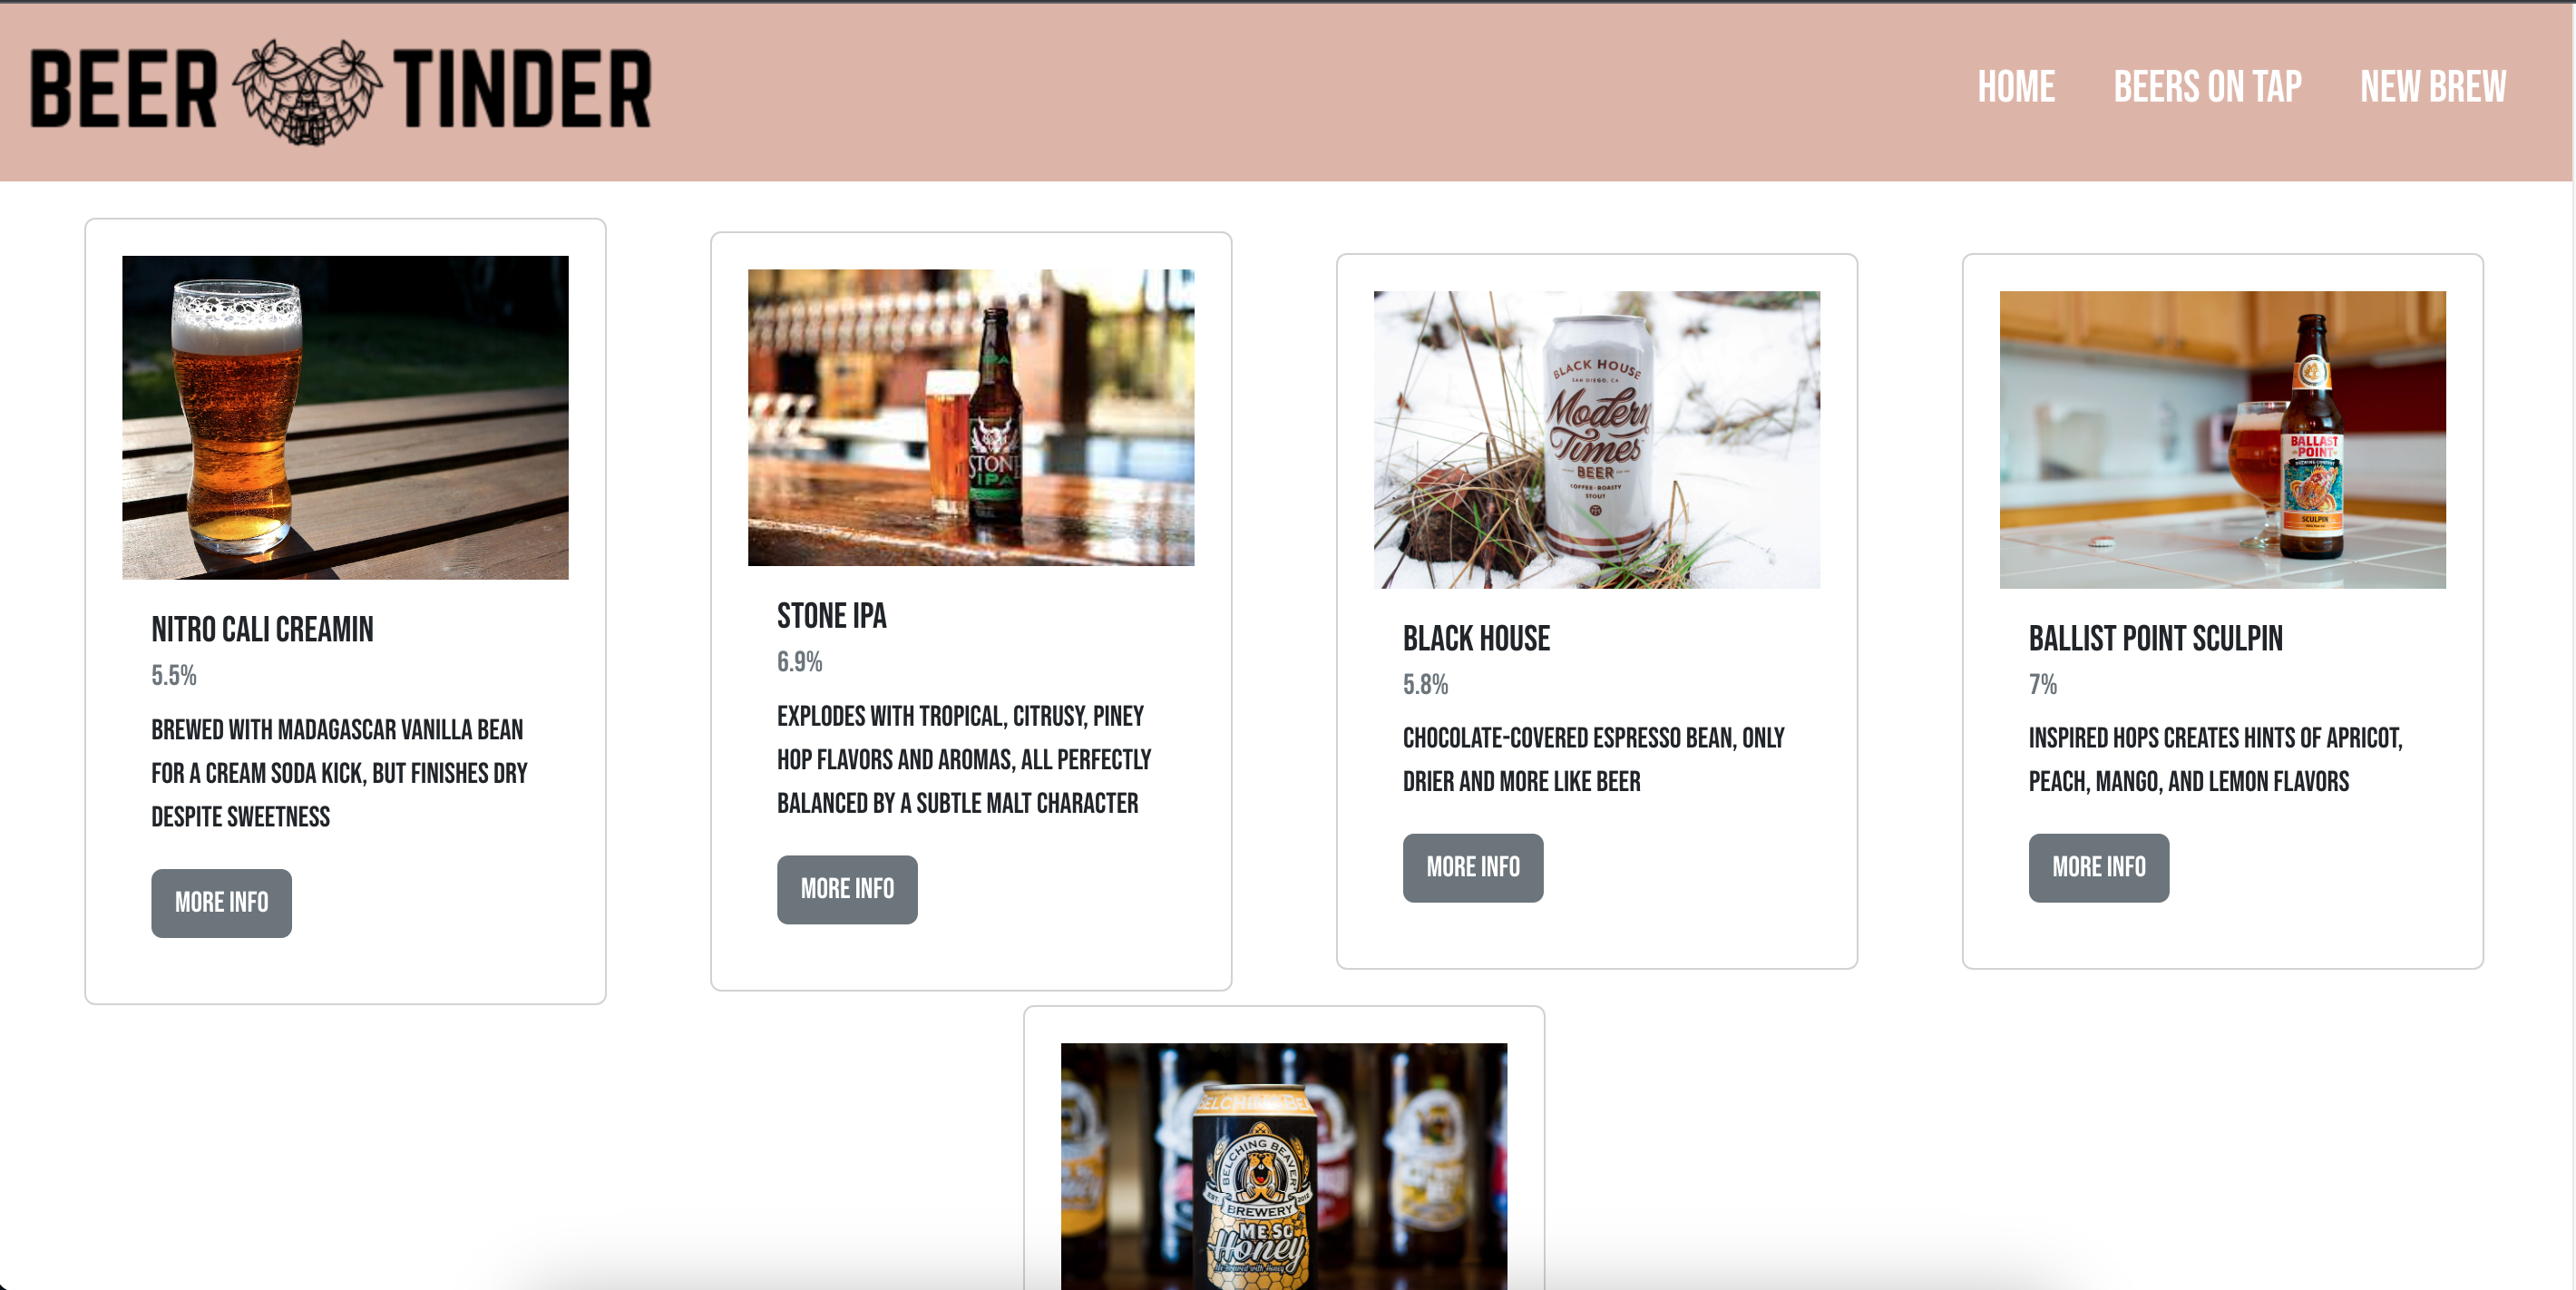 BEER TINDER
HOME BEERS ON TAP NEW BREW
NITRO CALI CREAMIN
5.5%
BREWED WITH MADAGASCAR VANILLA BEAN
FOR A CREAM SODA KICK, BUT FINISHES DRY
DESPITE SWEETNESS
MORE INFO
IPA
STONE
IPA
STONE IPA
6.9%
EXPLODES WITH TROPICAL, CITRUSY, PINEY
HOP FLAVORS AND AROMAS, ALL PERFECTLY
BALANCED BY A SUBTLE MALT CHARACTER
MORE INFO
BLACK HOUSE
SAN DIEGO, CA
Modern
Times
BEER
COFFEE-ROASTY
STOUT
BLACK HOUSE
5.8%
CHOCOLATE-COVERED ESPRESSO BEAN, ONLY
DRIER AND MORE LIKE BEER
MORE INFO
BALLAST
POINT
SCULPIN
BALLIST POINT SCULPIN
7%
INSPIRED HOPS CREATES HINTS OF APRICOT,
PEACH, MANGO, AND LEMON FLAVORS
MORE INFO
BELCHING BEAVER
EST. 2012
BREWERY
ME SO
Honey